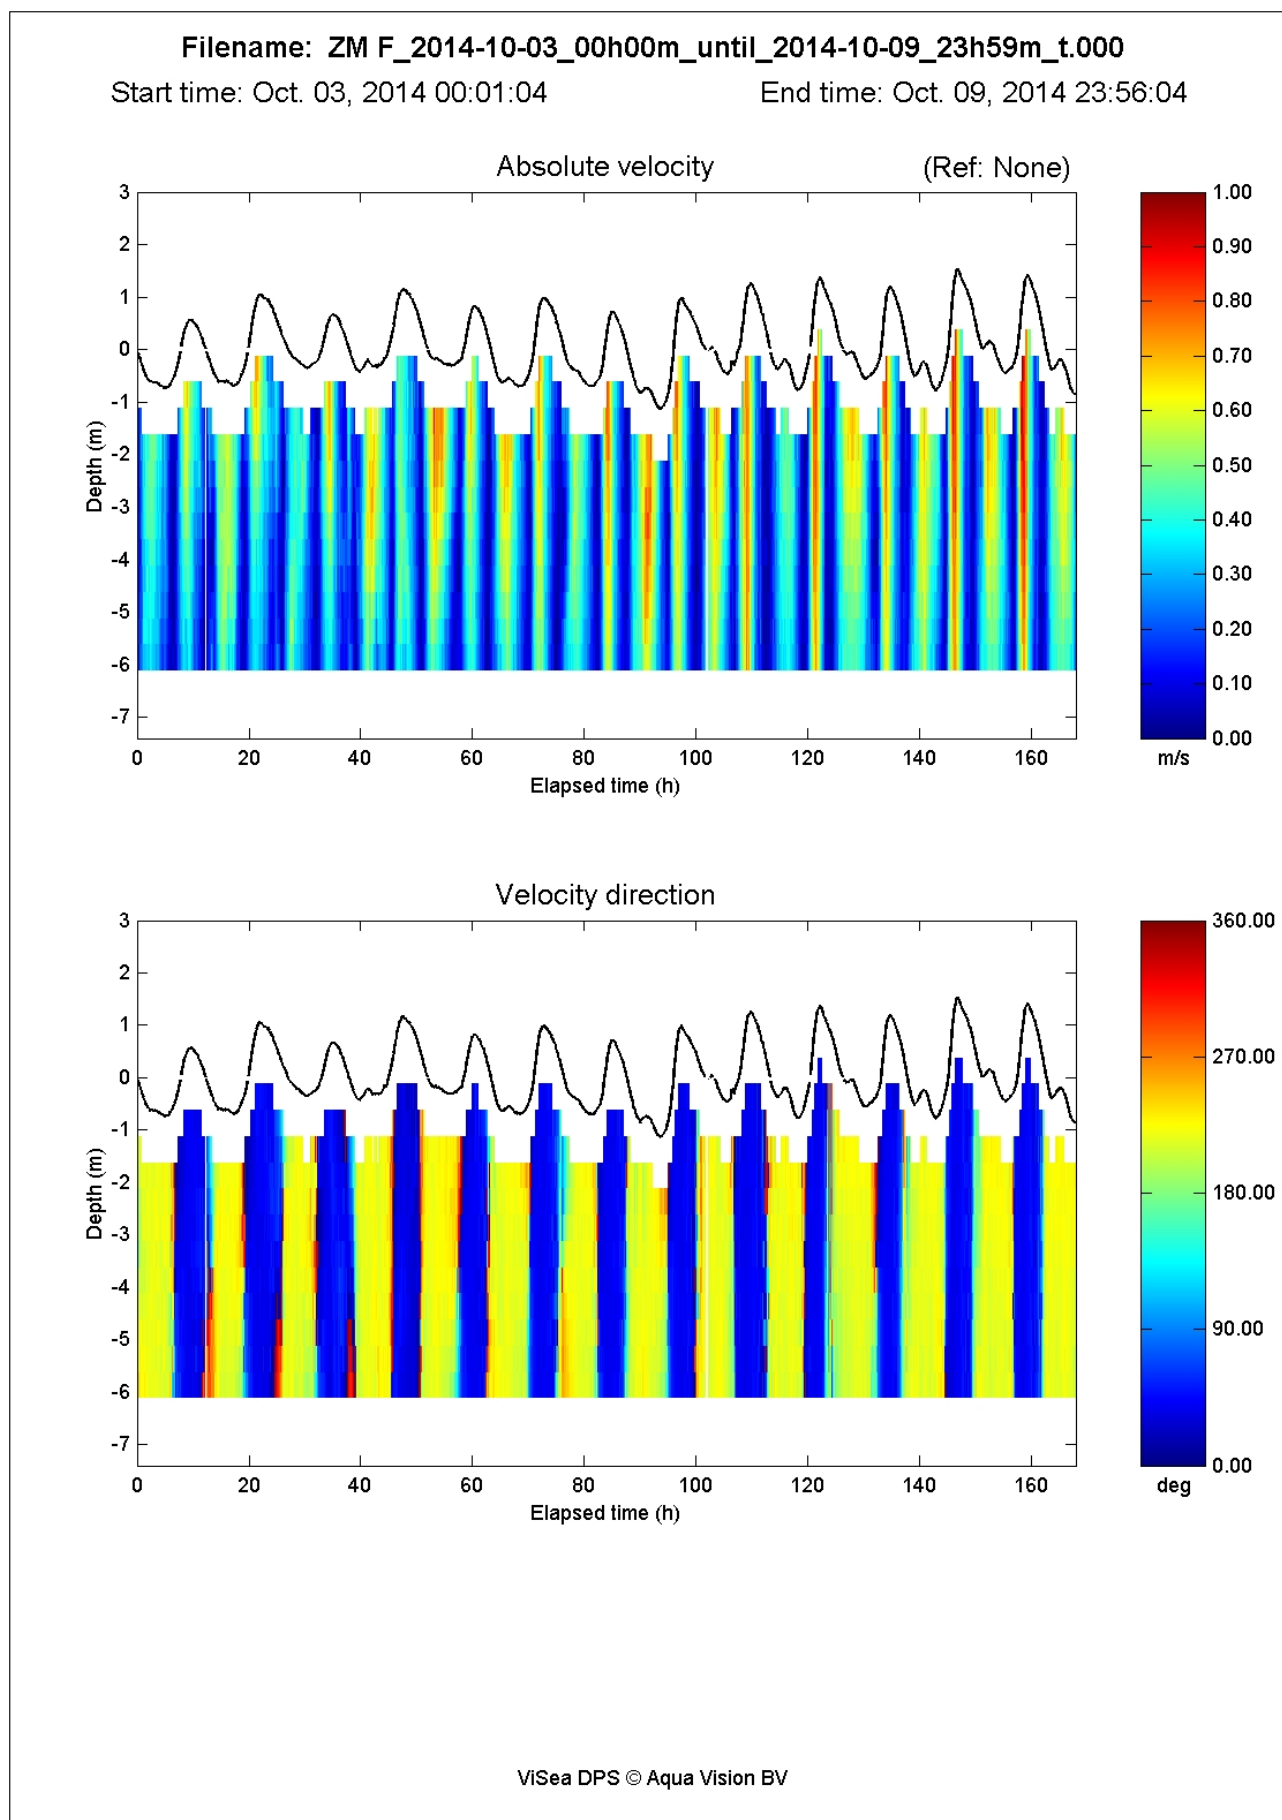 Filename: ZM F_2014-10-03_00h00m_until_2014-10-09_23h59m_t.000
Start time: Oct. 03, 2014 00:01:04 End time: Oct. 09, 2014 23:56:04
Absolute velocity (Ref: None)
3
2
1
0
-1
-2
-3
-4
-5
-6
-7
Depth (m)
0 20 40 60 80 100 120 140 160
Elapsed time (h)
1.00
0.90
0.80
0.70
0.60
0.50
0.40
0.30
0.20
0.10
0.00
m/s
Velocity direction
3
2
1
0
-1
-2
-3
-4
-5
-6
-7
Depth (m)
0 20 40 60 80 100 120 140 160
Elapsed time (h)
360.00
270.00
180.00
90.00
0.00
deg
ViSea DPS © Aqua Vision BV